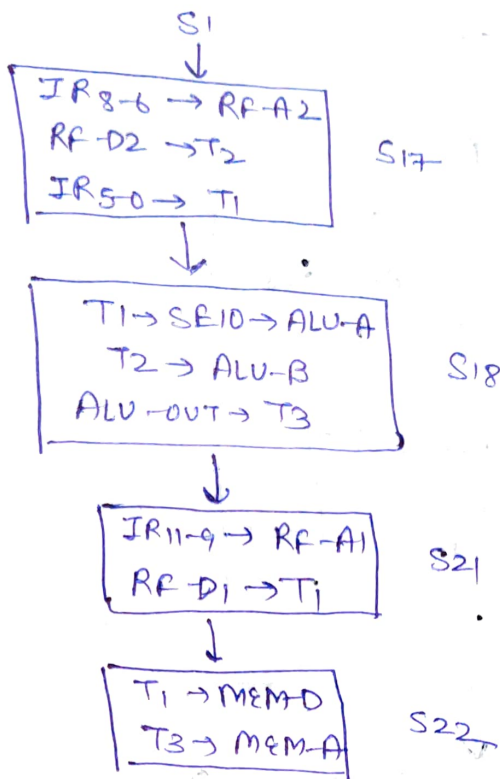 S1
IR8-6 → RF-A2
RF-D2 → T2
IR5-0 → T1
S17
T1 → SE10 → ALU-A
T2 → ALU-B
ALU-OUT → T3
S18
IR11-9 → RF-A1
RF-D1 → T1
S21
T1 → MEM-D
T3 → MEM-A
S22